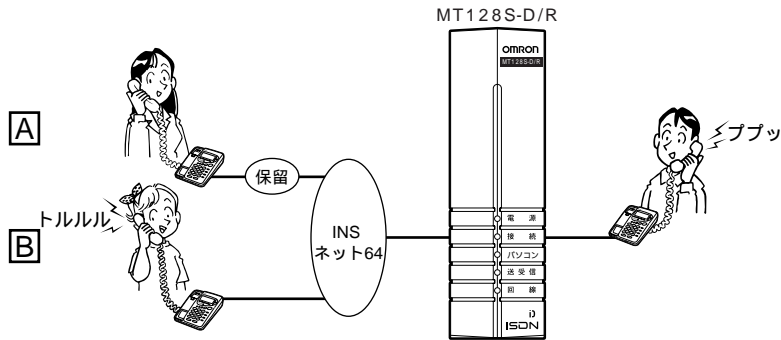 MT128S-D/R
OMRON
MT128S-D/R
A
保留
ププッ
トルルル
B
INS
ネット64
電 源
接 続
パソコン
送受信
回 線
i)
ISDN